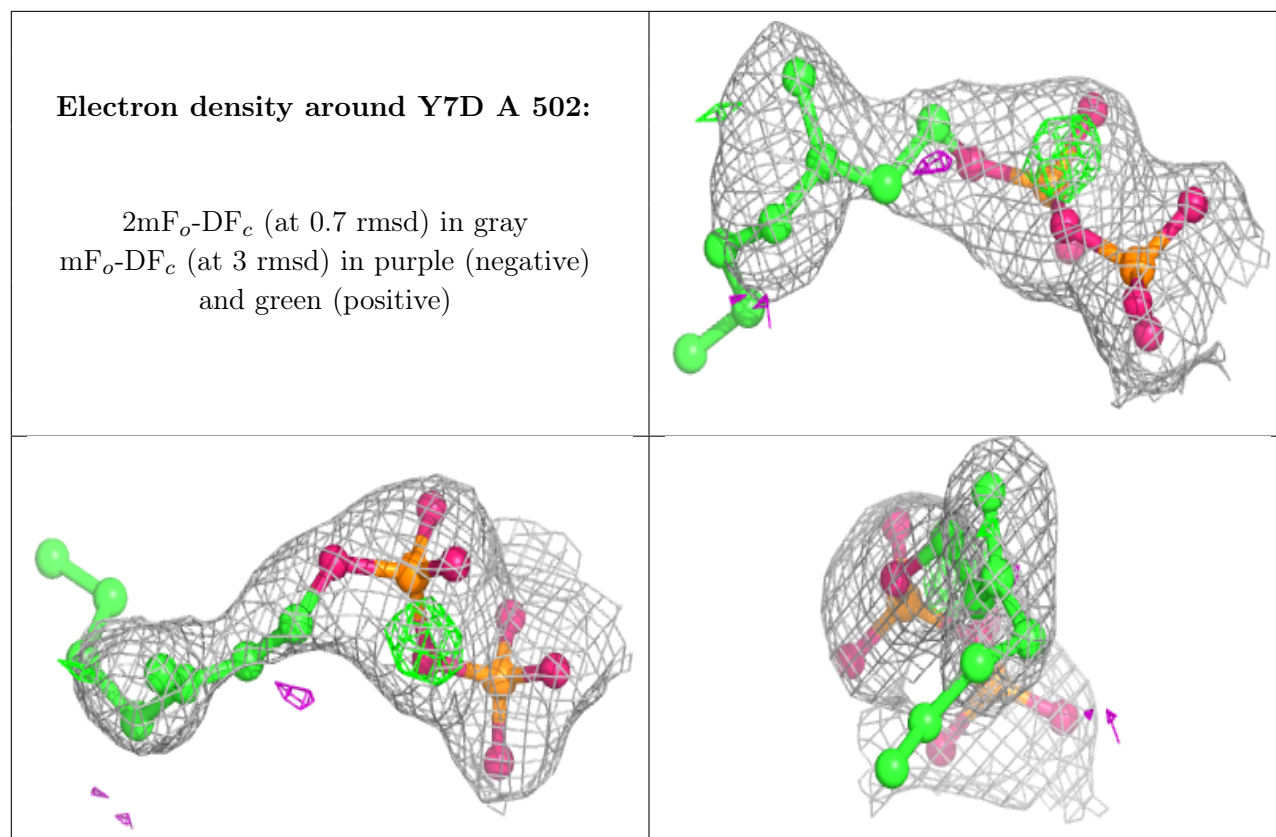 Electron density around Y7D A 502:
2mFo-DFc (at 0.7 rmsd) in gray
mFo-DFc (at 3 rmsd) in purple (negative)
and green (positive)